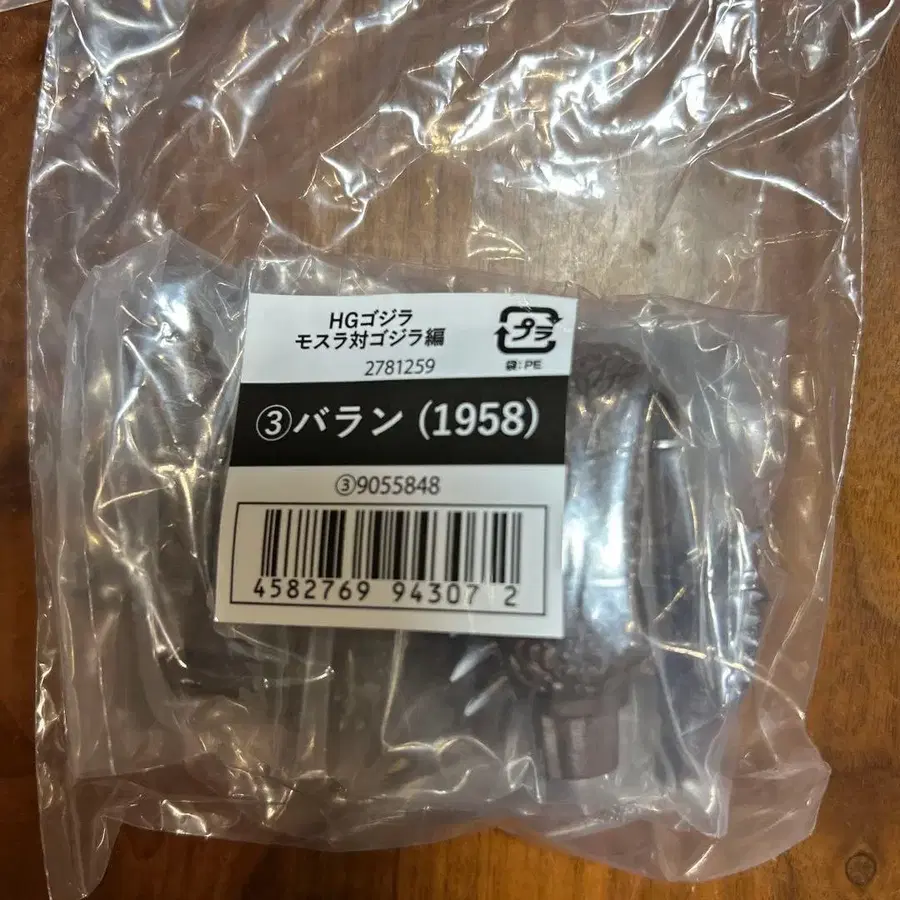 HGゴジラ
モスラ対ゴジラ編
2781259
プラ
袋:PE
③バラン (1958)
③9055848
4582769 94307 2